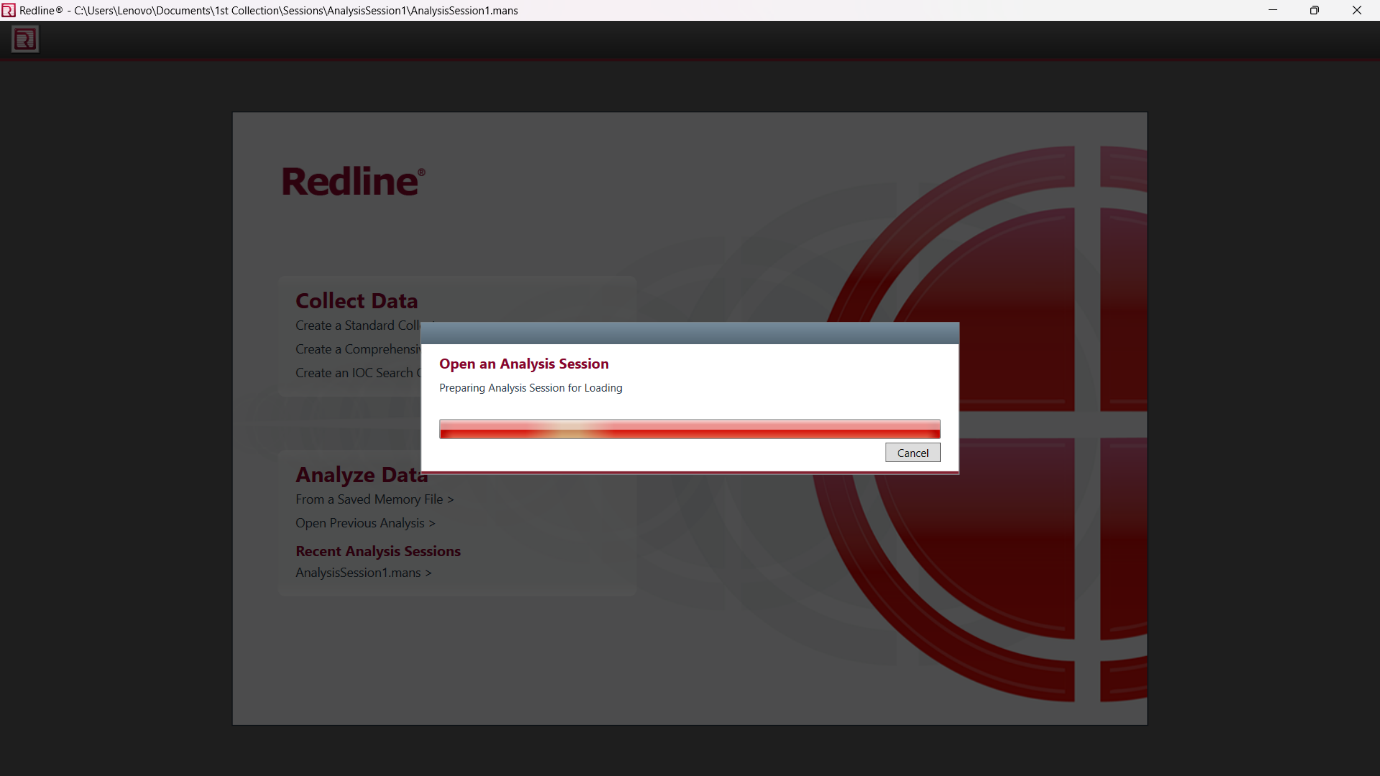 Redline® - C:\Users\Lenovo\Documents\1st Collection\Sessions\AnalysisSession1\AnalysisSession1.mans
Redline®
Collect Data
Create a Standard
Create a
Create an IOC Search
Open an Analysis Session
Preparing Analysis Session for Loading
Cancel
Analyze Data
From a Saved Memory File >
Open Previous Analysis >
Recent Analysis Sessions
AnalysisSession1.mans >